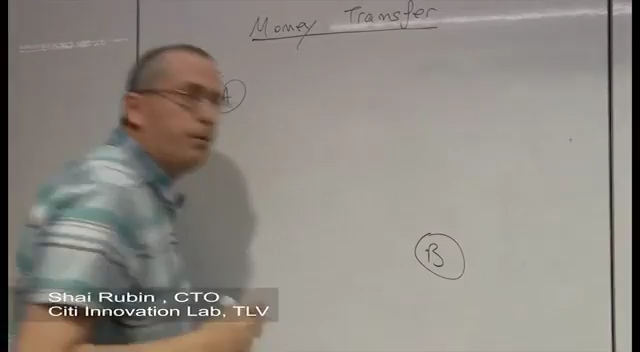 Money Transfer
A
B
Shai Rubin , CTO
Citi Innovation Lab, TLV